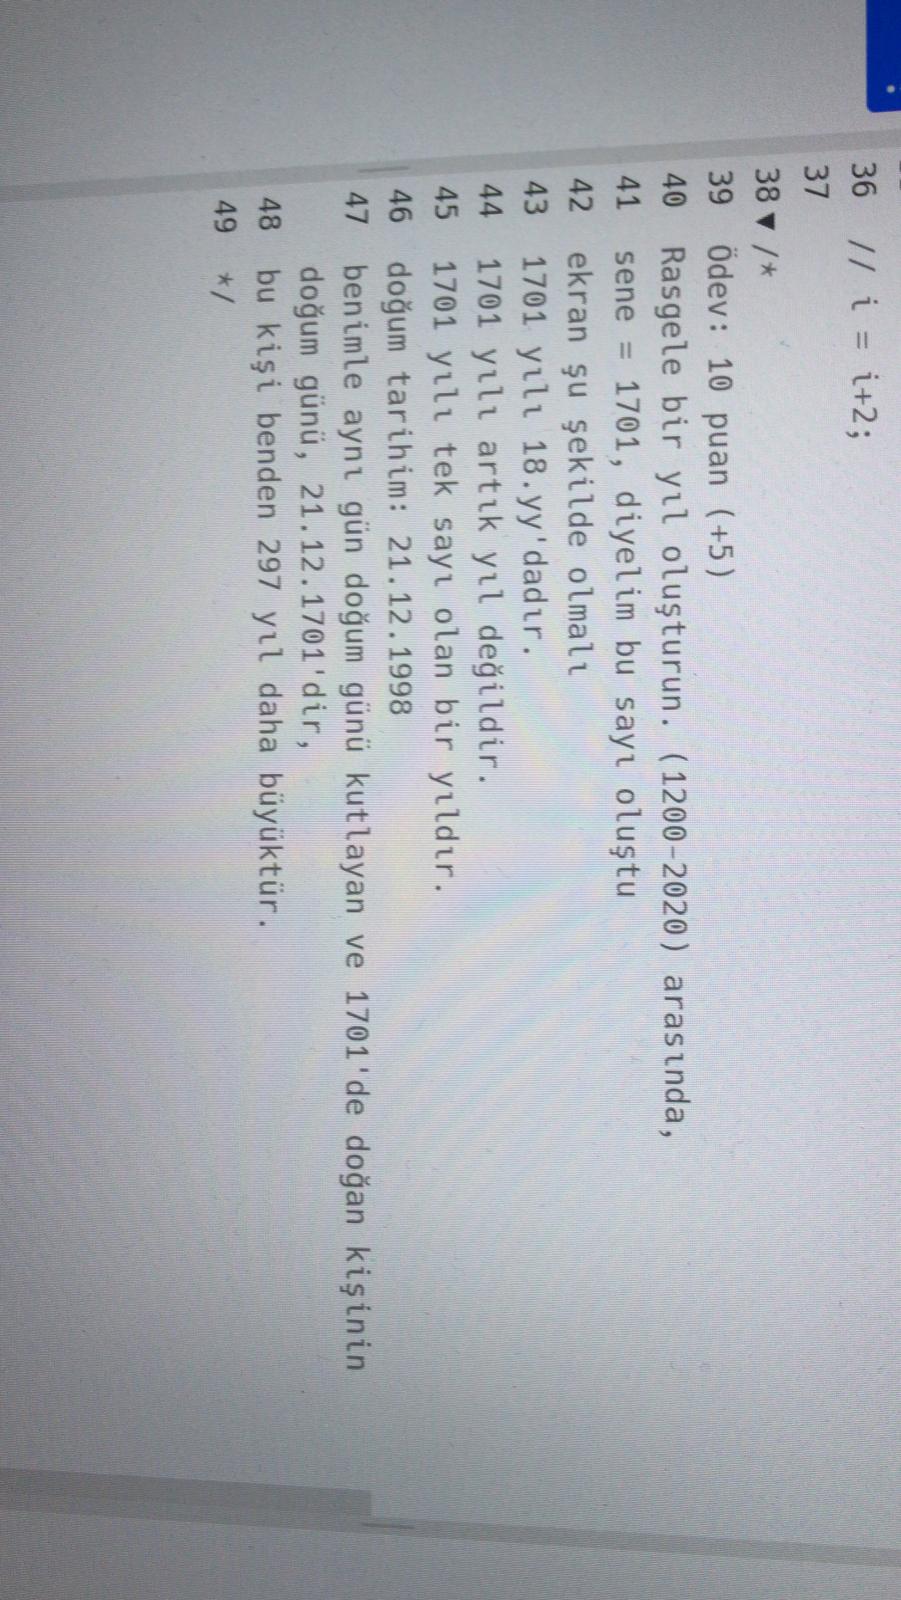 36 // i = i+2;
37
38 ▼ /*
39 Ödev: 10 puan (+5)
40 Rasgele bir yıl oluşturun. (1200-2020) arasında,
41 sene = 1701, diyelim bu sayı oluştu
42 ekran şu şekilde olmalı
43 1701 yılı 18.yy'dadır.
44 1701 yılı artık yıl değildir.
45 1701 yılı tek sayı olan bir yıldır.
46 doğum tarihim: 21.12.1998
47 benimle aynı gün doğum günü kutlayan ve 1701'de doğan kişinin
doğum günü, 21.12.1701'dir,
48 bu kişi benden 297 yıl daha büyüktür.
49 */